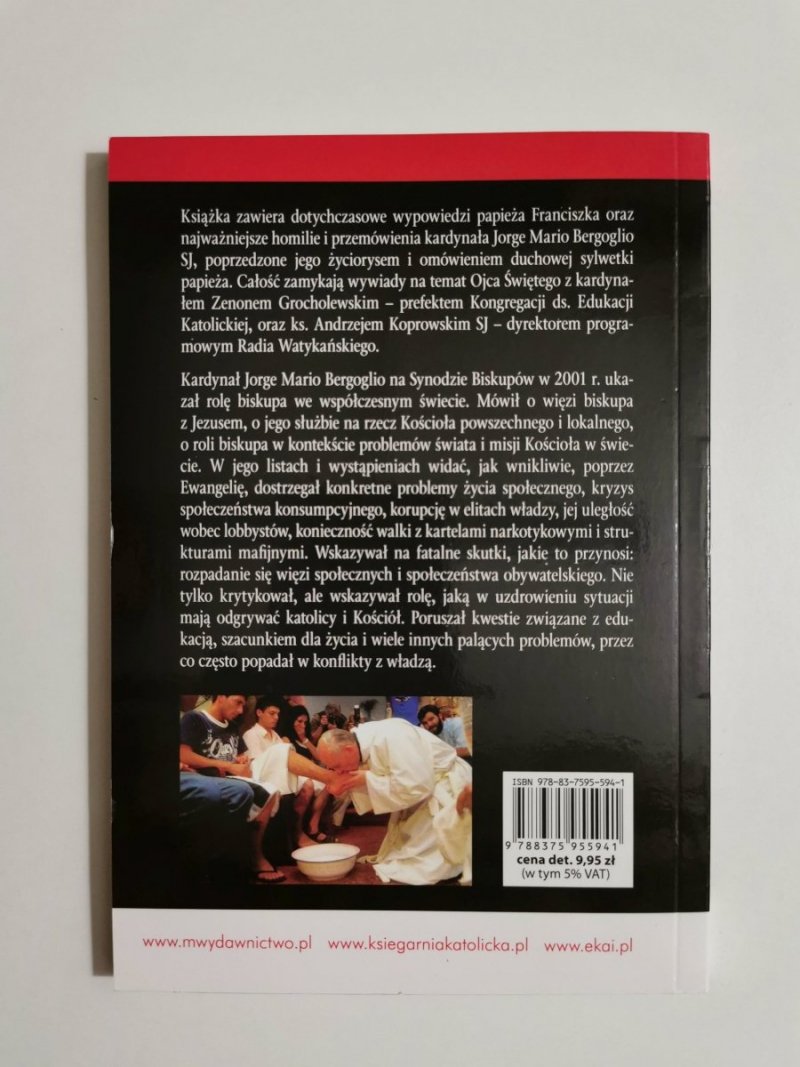 Książka zawiera dotychczasowe wypowiedzi papieża Franciszka oraz
najważniejsze homilie i przemówienia kardynała Jorge Mario Bergoglio
SJ, poprzedzone jego życiorysem i omówieniem duchowej sylwetki
papieża. Całość zamykają wywiady na temat Ojca Świętego z kardyna-
łem Zenonem Grocholewskim – prefektem Kongregacji ds. Edukacji
Katolickiej, oraz ks. Andrzejem Koprowskim SJ – dyrektorem progra-
mowym Radia Watykańskiego.
Kardynał Jorge Mario Bergoglio na Synodzie Biskupów w 2001 r. uka-
zał rolę biskupa we współczesnym świecie. Mówił o więzi biskupa
z Jezusem, o jego służbie na rzecz Kościoła powszechnego i lokalnego,
o roli biskupa w kontekście problemów świata i misji Kościoła w świe-
cie. W jego listach i wystąpieniach widać, jak wnikliwie, poprzez
Ewangelię, dostrzegał konkretne problemy życia społecznego, kryzys
społeczeństwa konsumpcyjnego, korupcję w elitach władzy, jej uległość
wobec lobbystów, konieczność walki z kartelami narkotykowymi i stru-
kturami mafijnymi. Wskazywał na fatalne skutki, jakie to przynosi:
rozpadanie się więzi społecznych i społeczeństwa obywatelskiego. Nie
tylko krytykował, ale wskazywał rolę, jaką w uzdrowieniu sytuacji
mają odgrywać katolicy i Kościół. Poruszał kwestie związane z edu-
kacją, szacunkiem dla życia i wiele innych palących problemów, przez
co często popadał w konflikty z władzą.
ISBN 978-83-7595-594-1
9 788375 955941
cena det. 9,95 zł
(w tym 5% VAT)
www.mwydawnictwo.pl www.ksiegarniakatolicka.pl www.ekai.pl